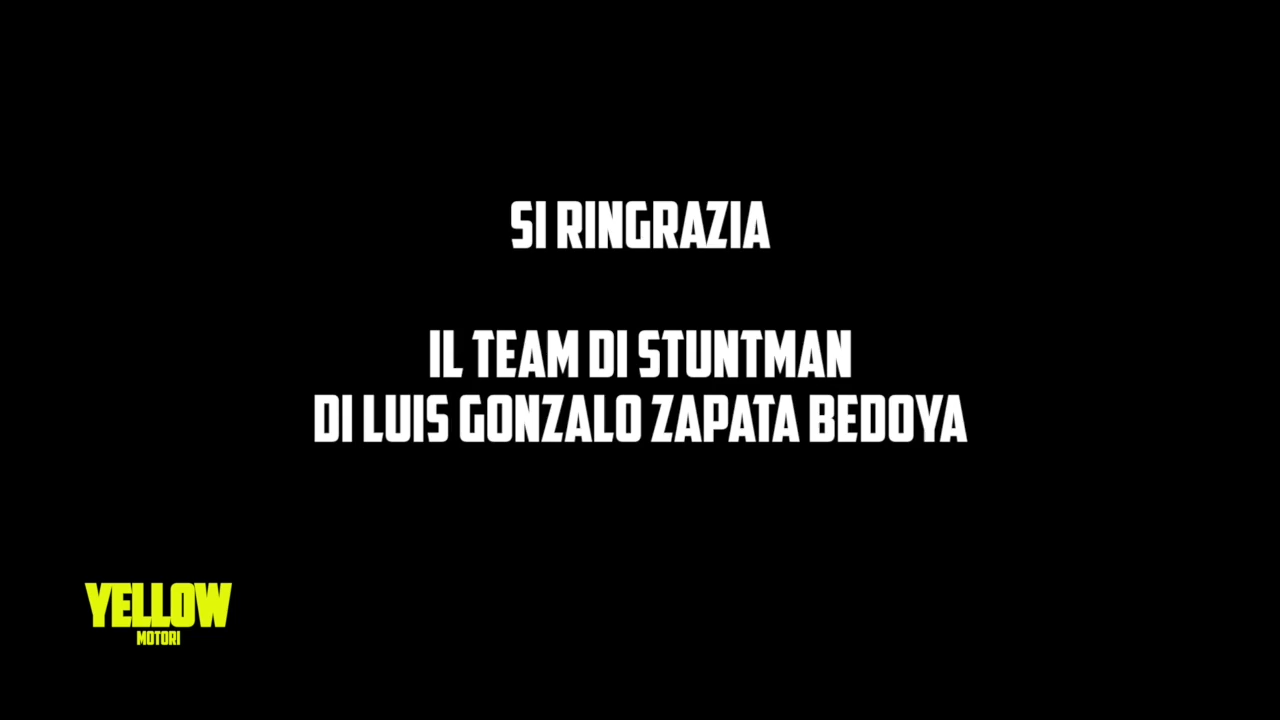 SI RINGRAZIA
IL TEAM DI STUNTMAN
DI LUIS GONZALO ZAPATA BEDOYA
YELLOW
MOTORI